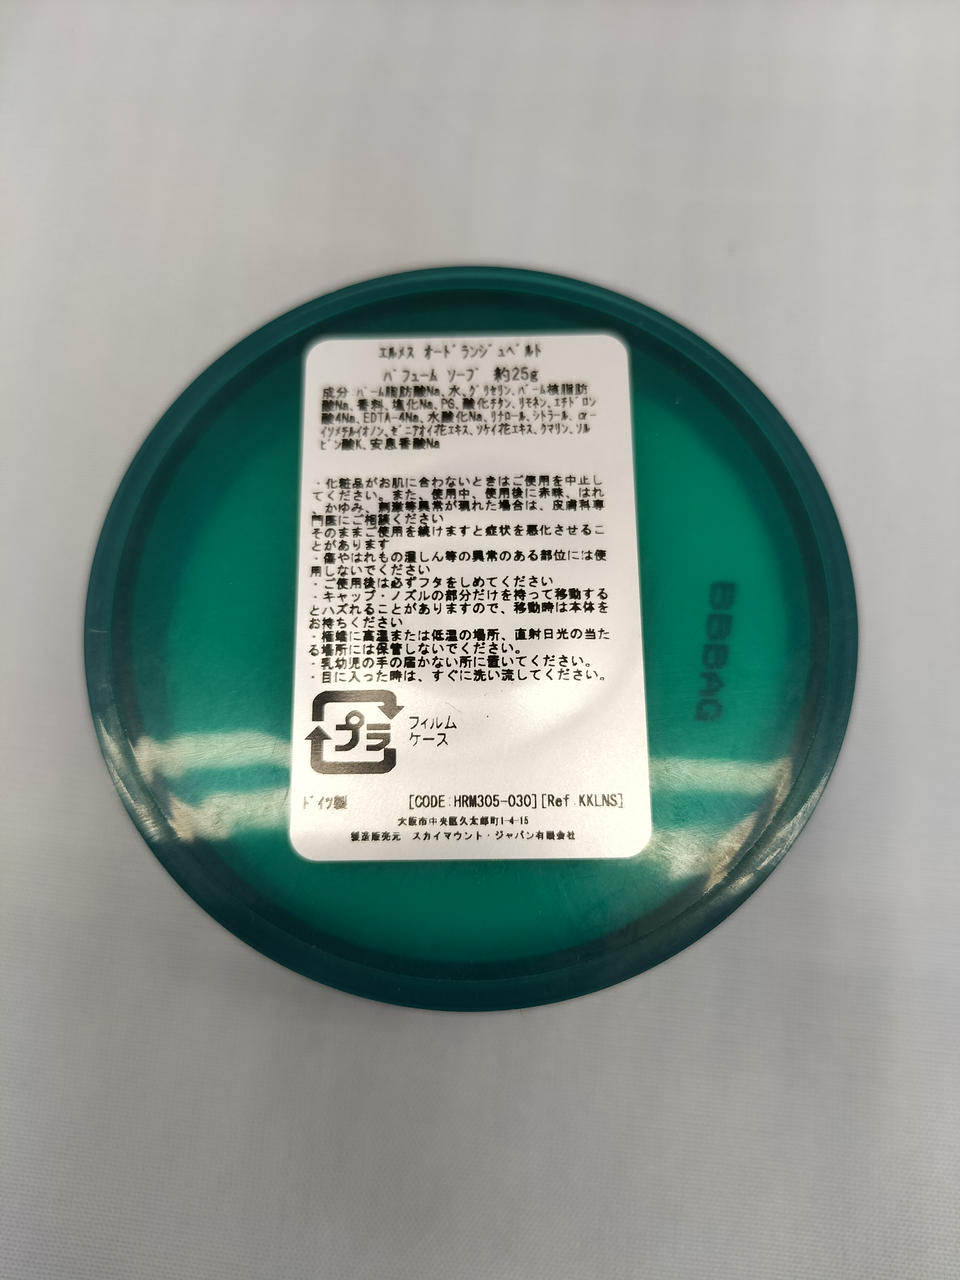 エルメス オードランジュベルト
パフュームソープ 約25g
成分:パーム脂肪酸Na、水、グリセリン、パーム核脂肪
酸Na、香料、塩化Na、PG、酸化チタン、リモネン、エチドロン
酸4Na、EDTA-4Na、水酸化Na、リナロール、シトラール、α-
イソメチルイオノン、ゼニアオイ花エキス、ソケイ花エキス、クマリン、ソル
ビン酸K、安息香酸Na
・化粧品がお肌に合わないときはご使用を中止し
てください。また、使用中、使用後に赤味、はれ
、かゆみ、刺激等異常が現れた場合は、皮膚科専
門医にご相談ください
そのままご使用を続けますと症状を悪化させるこ
とがあります
・傷やはれもの湿しん等の異常のある部位には使
用しないでください
・ご使用後は必ずフタをしめてください
・キャップ・ノズルの部分だけを持って移動する
とハズれることがありますので、移動時は本体を
お持ちください
・極端に高温または低温の場所、直射日光の当た
る場所には保管しないでください。
・乳幼児の手の届かない所に置いてください。
・目に入った時は、すぐに洗い流してください。
プラ
フィルム
ケース
ドイツ製 [CODE:HRM305-030][Ref.KKLNS]
大阪市中央区久太郎町1-4-15
製造販売元 スカイマウント・ジャパン有限会社
BBBAG